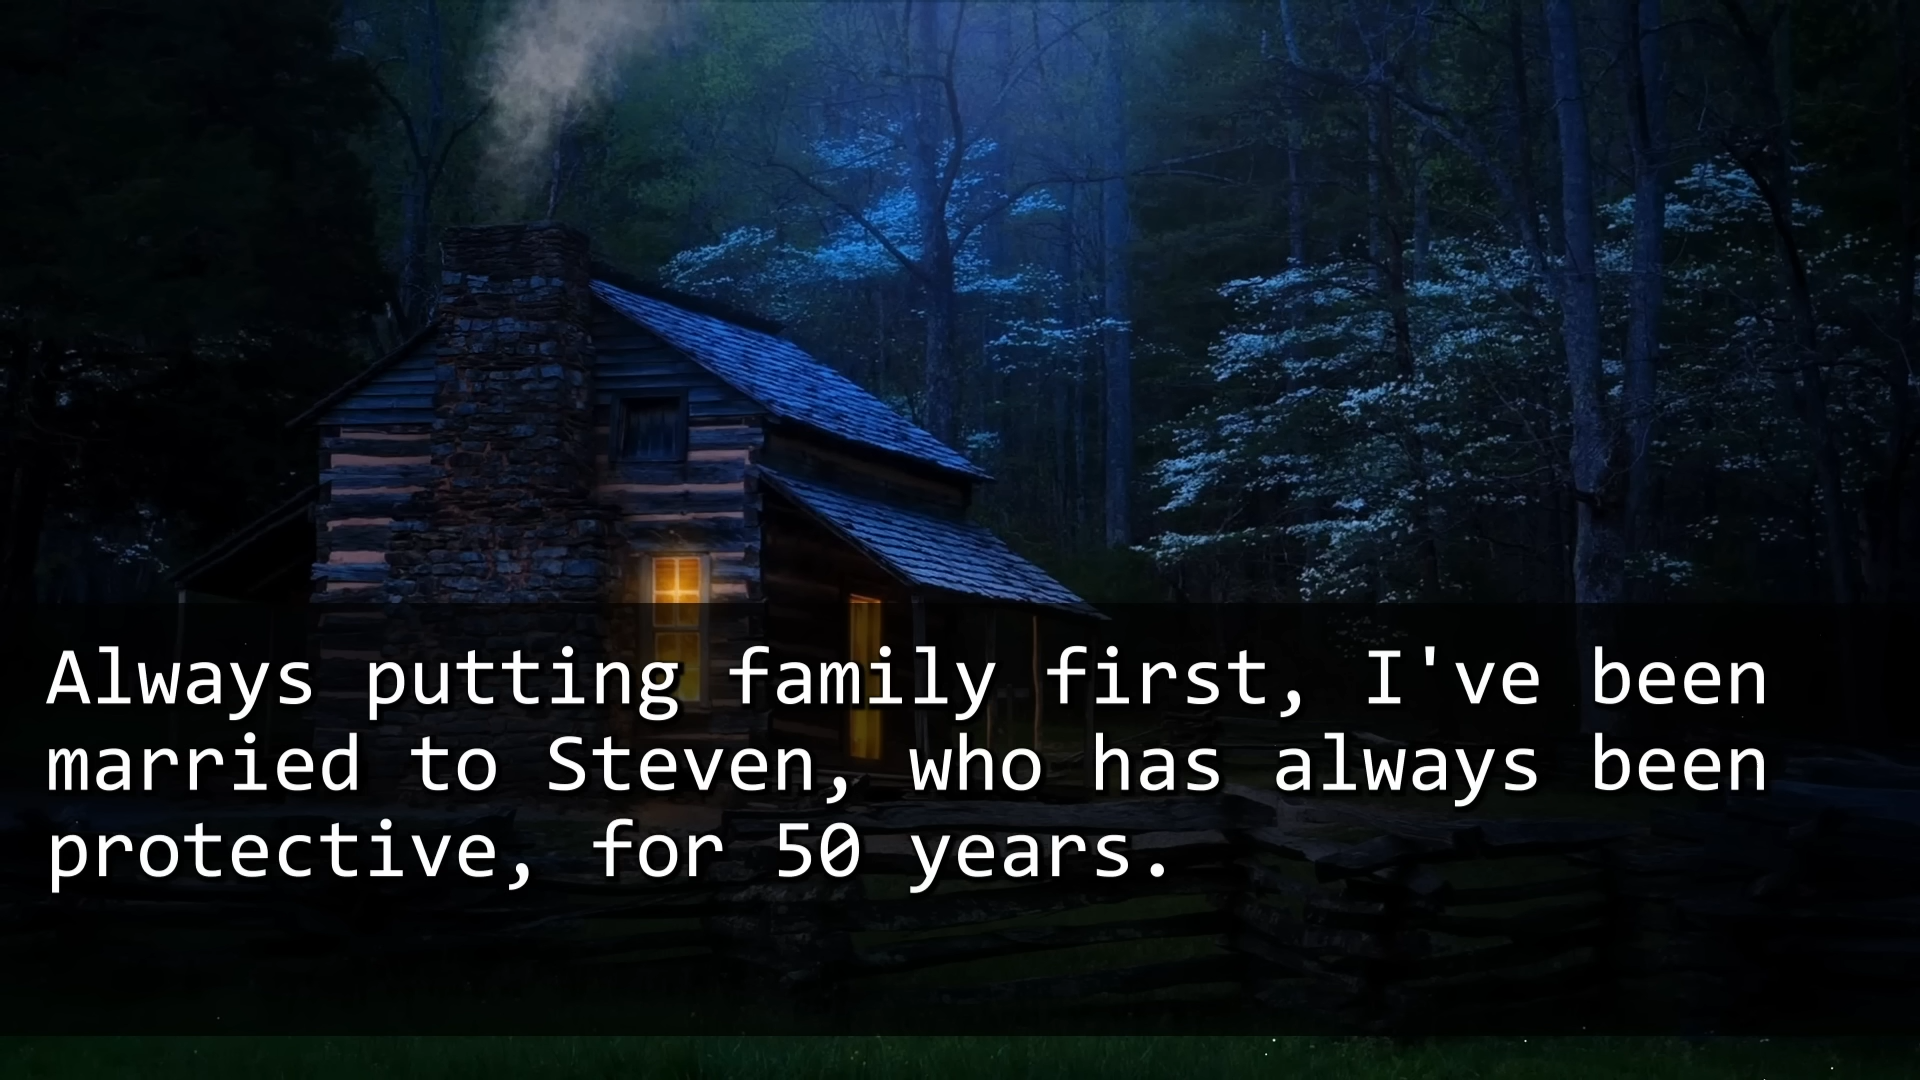 Always putting family first, I've been
married to Steven, who has always been
protective, for 50 years.